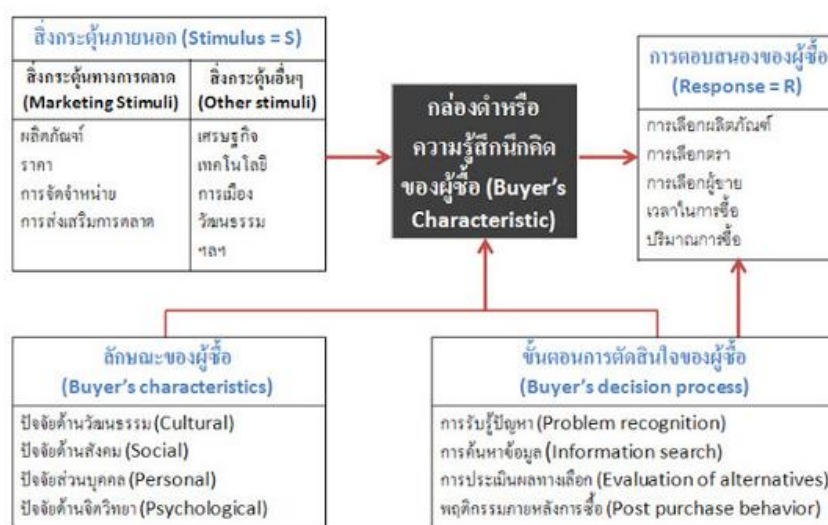 สิ่งกระตุ้นภายนอก (Stimulus = S)
สิ่งกระตุ้นทางการตลาด
(Marketing Stimuli)
ผลิตภัณฑ์
ราคา
การจัดจำหน่าย
การส่งเสริมการตลาด
สิ่งกระตุ้นอื่นๆ
(Other stimuli)
เศรษฐกิจ
เทคโนโลยี
การเมือง
วัฒนธรรม
ฯลฯ
กล่องดำหรือ
ความรู้สึกนึกคิด
ของผู้ซื้อ (Buyer's
Characteristic)
การตอบสนองของผู้ซื้อ
(Response = R)
การเลือกผลิตภัณฑ์
การเลือกตรา
การเลือกผู้ขาย
เวลาในการซื้อ
ปริมาณการซื้อ
ลักษณะของผู้ซื้อ
(Buyer's characteristics)
ปัจจัยด้านวัฒนธรรม (Cultural)
ปัจจัยด้านสังคม (Social)
ปัจจัยส่วนบุคคล (Personal)
ปัจจัยด้านจิตวิทยา (Psychological)
ขั้นตอนการตัดสินใจของผู้ซื้อ
(Buyer's decision process)
การรับรู้ปัญหา (Problem recognition)
การค้นหาข้อมูล (Information search)
การประเมินผลทางเลือก (Evaluation of alternatives)
พฤติกรรมภายหลังการซื้อ (Post purchase behavior)